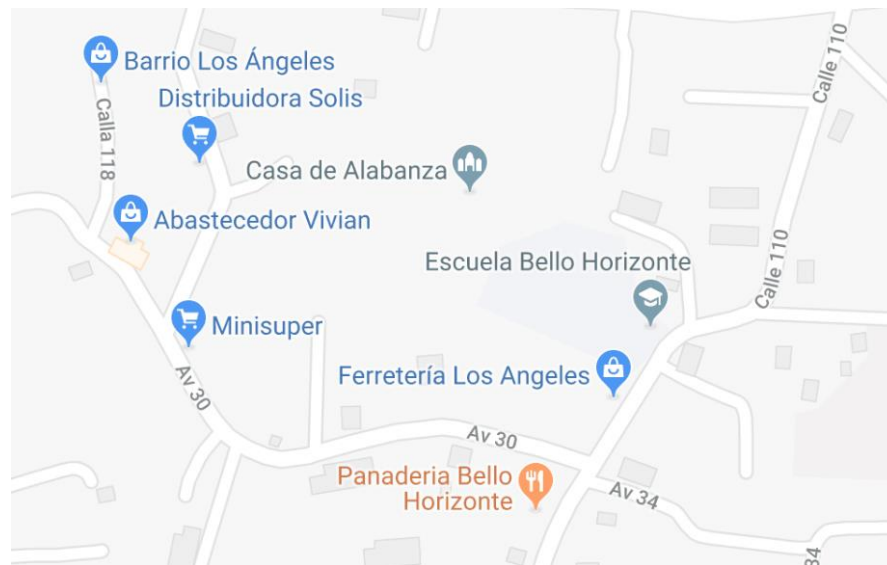 Calle 110
Barrio Los Ángeles
Distribuidora Solis
Calla 118
Casa de Alabanza
Abastecedor Vivian
Escuela Bello Horizonte
Calle 110
Minisuper
Ferretería Los Angeles
Av 30
Av 30
Panaderia Bello
Horizonte
Av 34
34